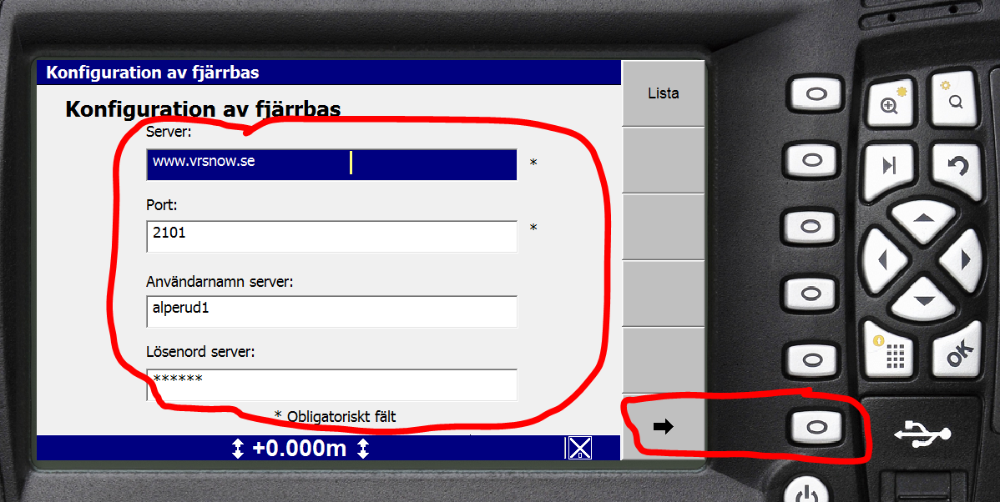 Konfiguration av fjärrbas
Lista
Konfiguration av fjärrbas
Server:
www.vrsnow.se
*
Port:
2101
*
Användarnamn server:
alperud1
Lösenord server:
******
* Obligatoriskt fält
+0.000m
OK